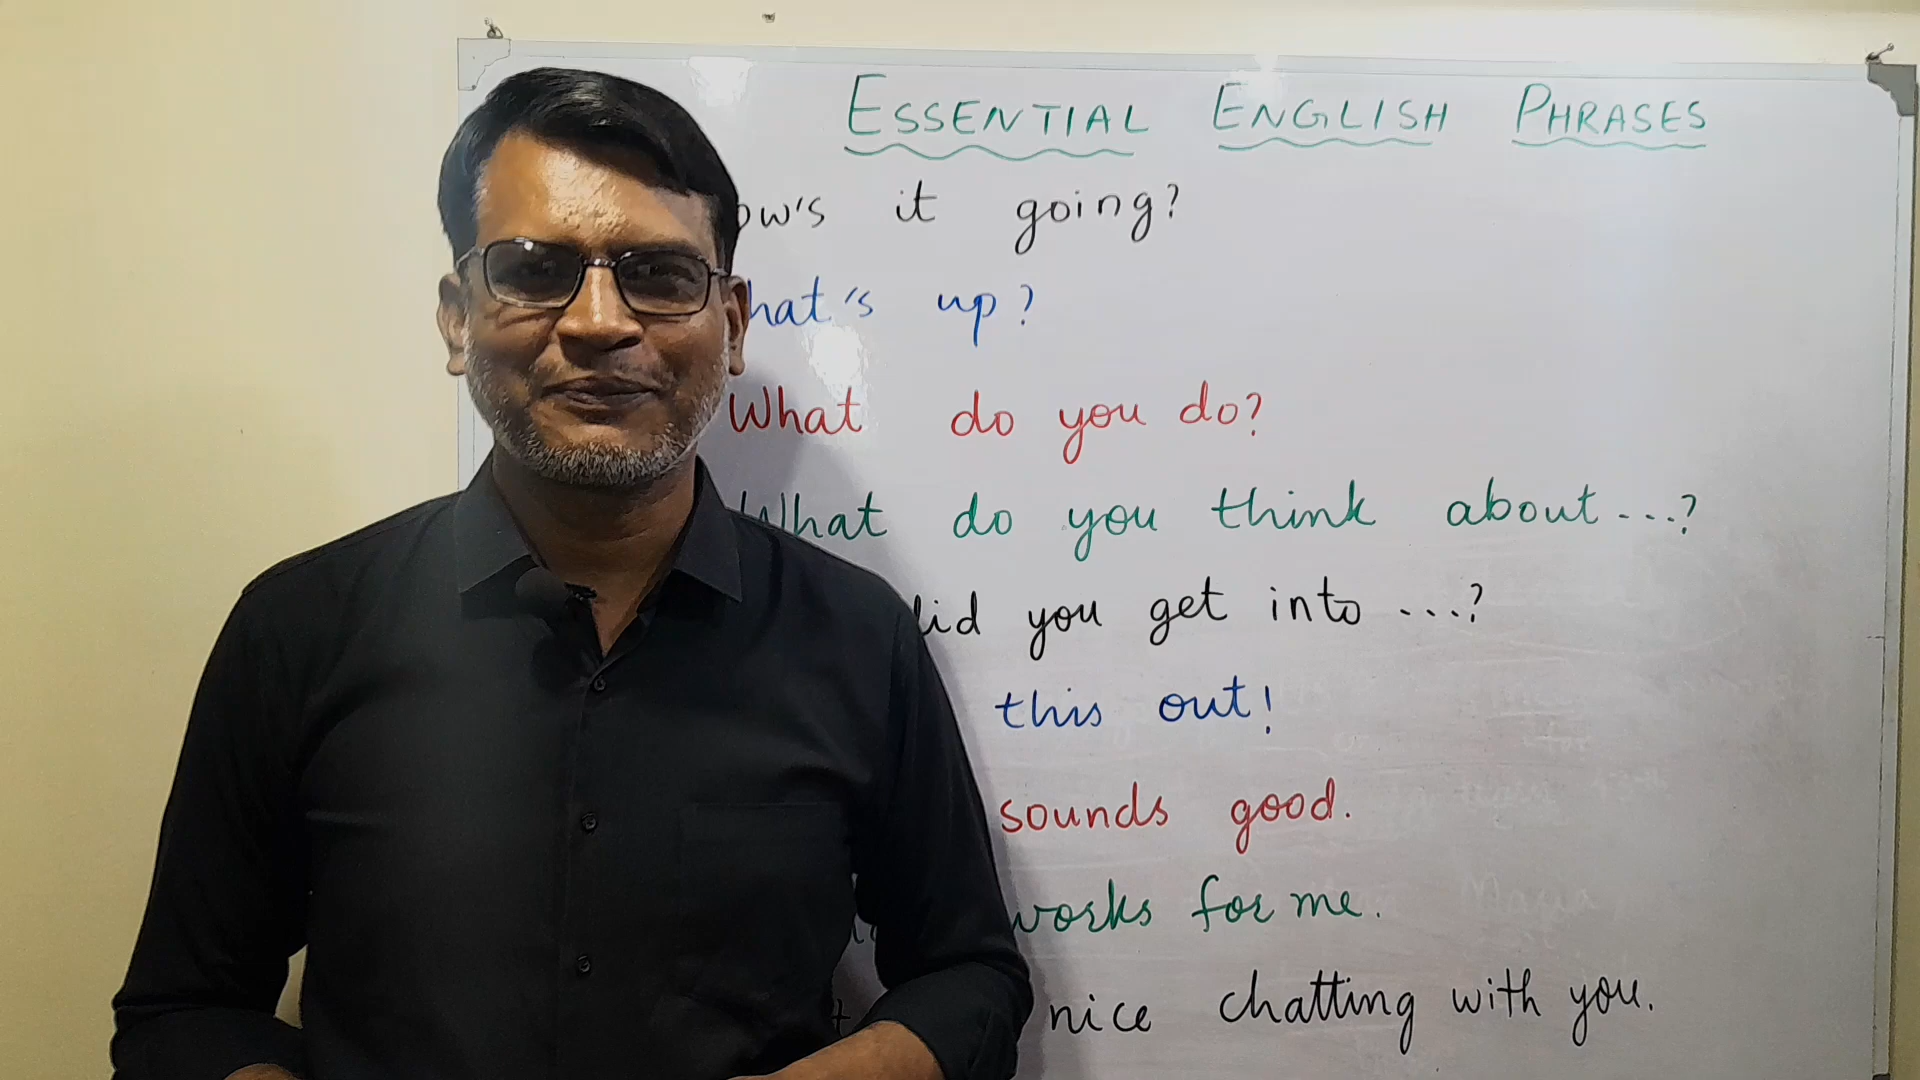 ESSENTIAL ENGLISH PHRASES
ow's it going?
hat's up?
What do you do?
What do you think about....?
did you get into ....?
this out!
sounds good.
works for me.
nice chatting with you.